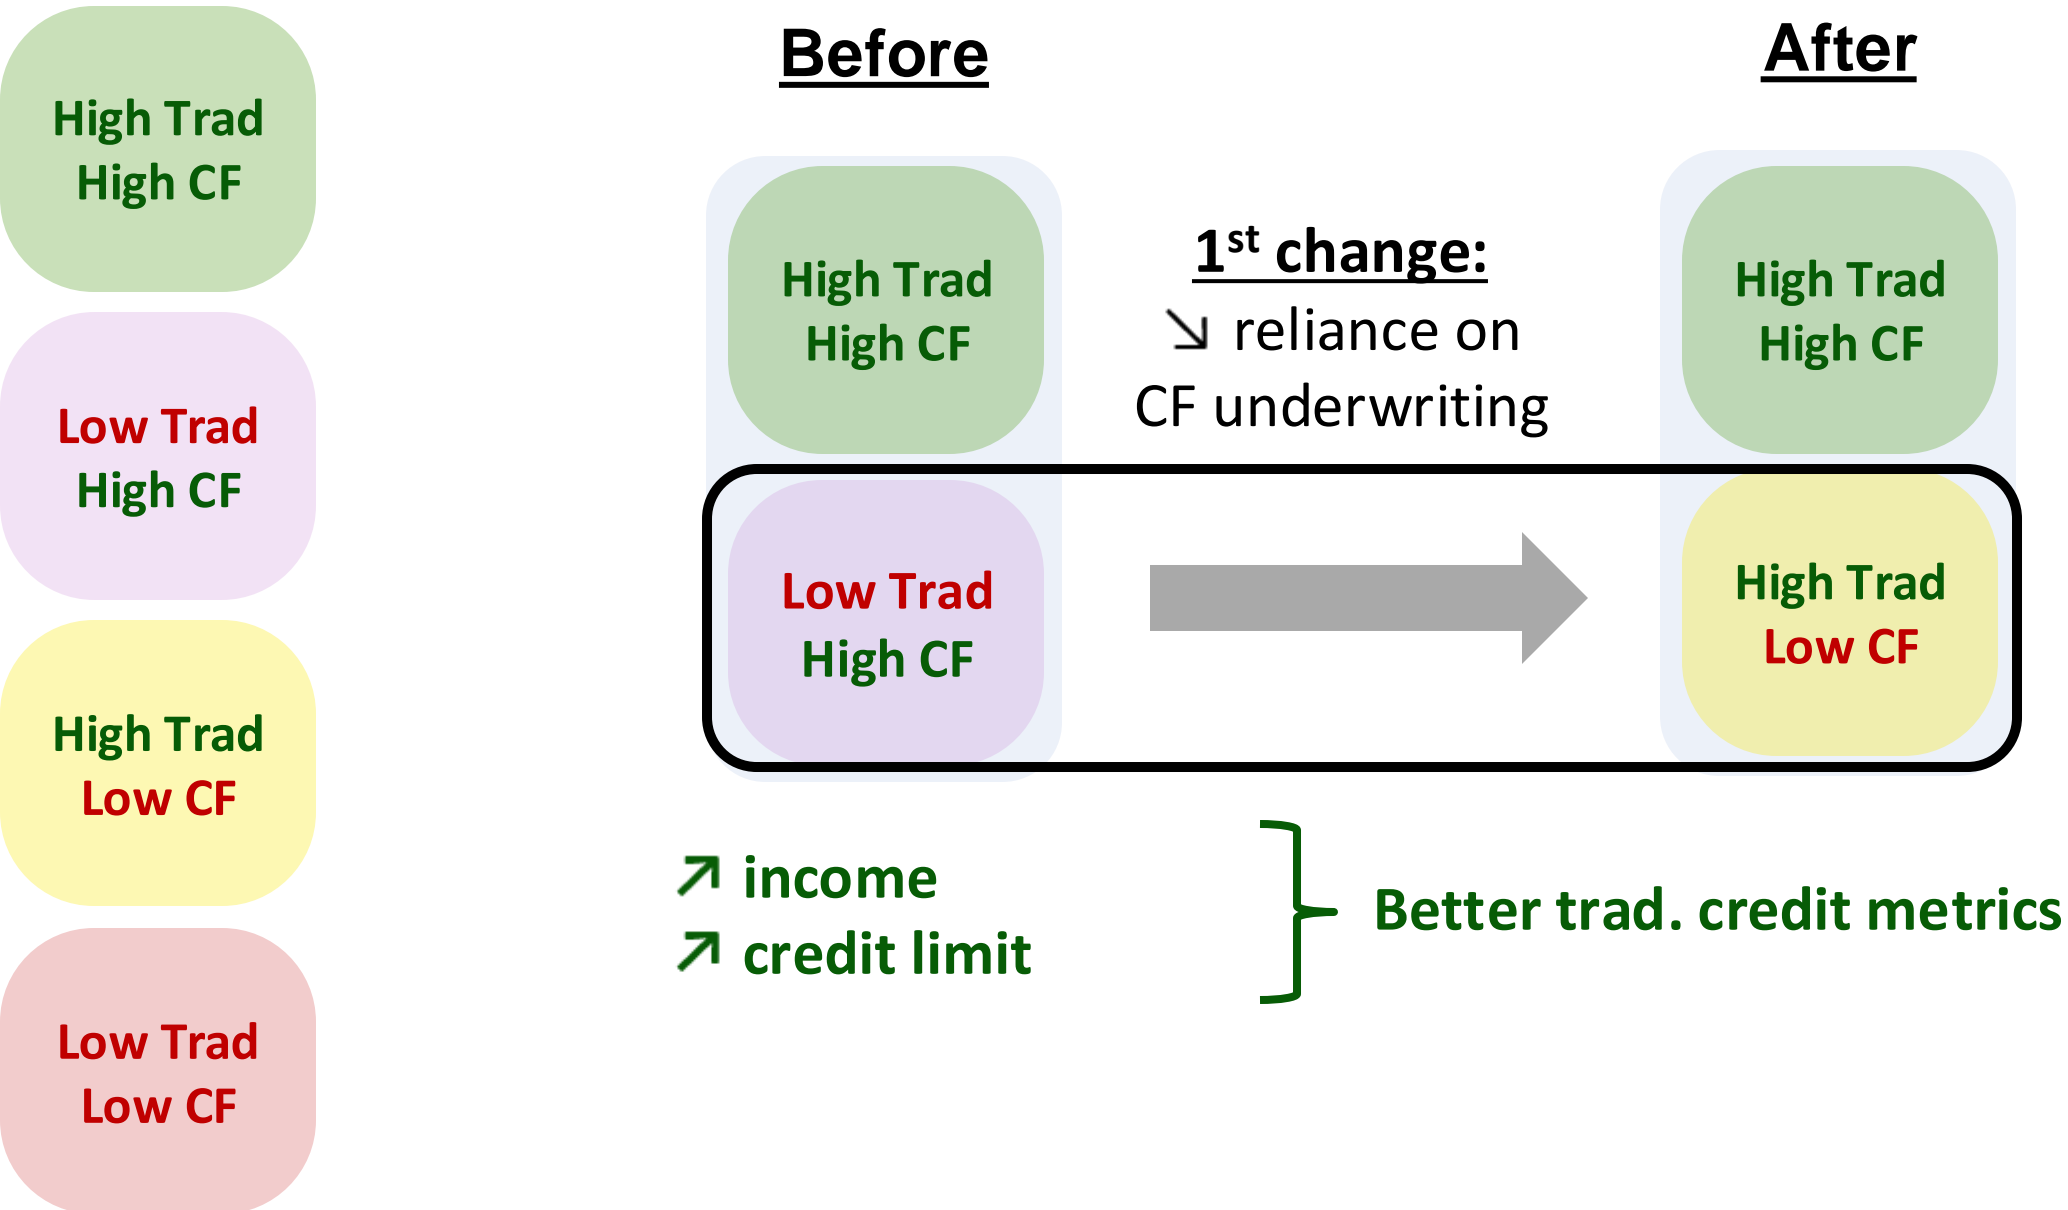 High Trad
High CF
Low Trad
High CF
High Trad
Low CF
Low Trad
Low CF
Before
High Trad
High CF
Low Trad
High CF
1st change:
↘ reliance on
CF underwriting
After
High Trad
High CF
High Trad
Low CF
↗ income
↗ credit limit
Better trad. credit metrics